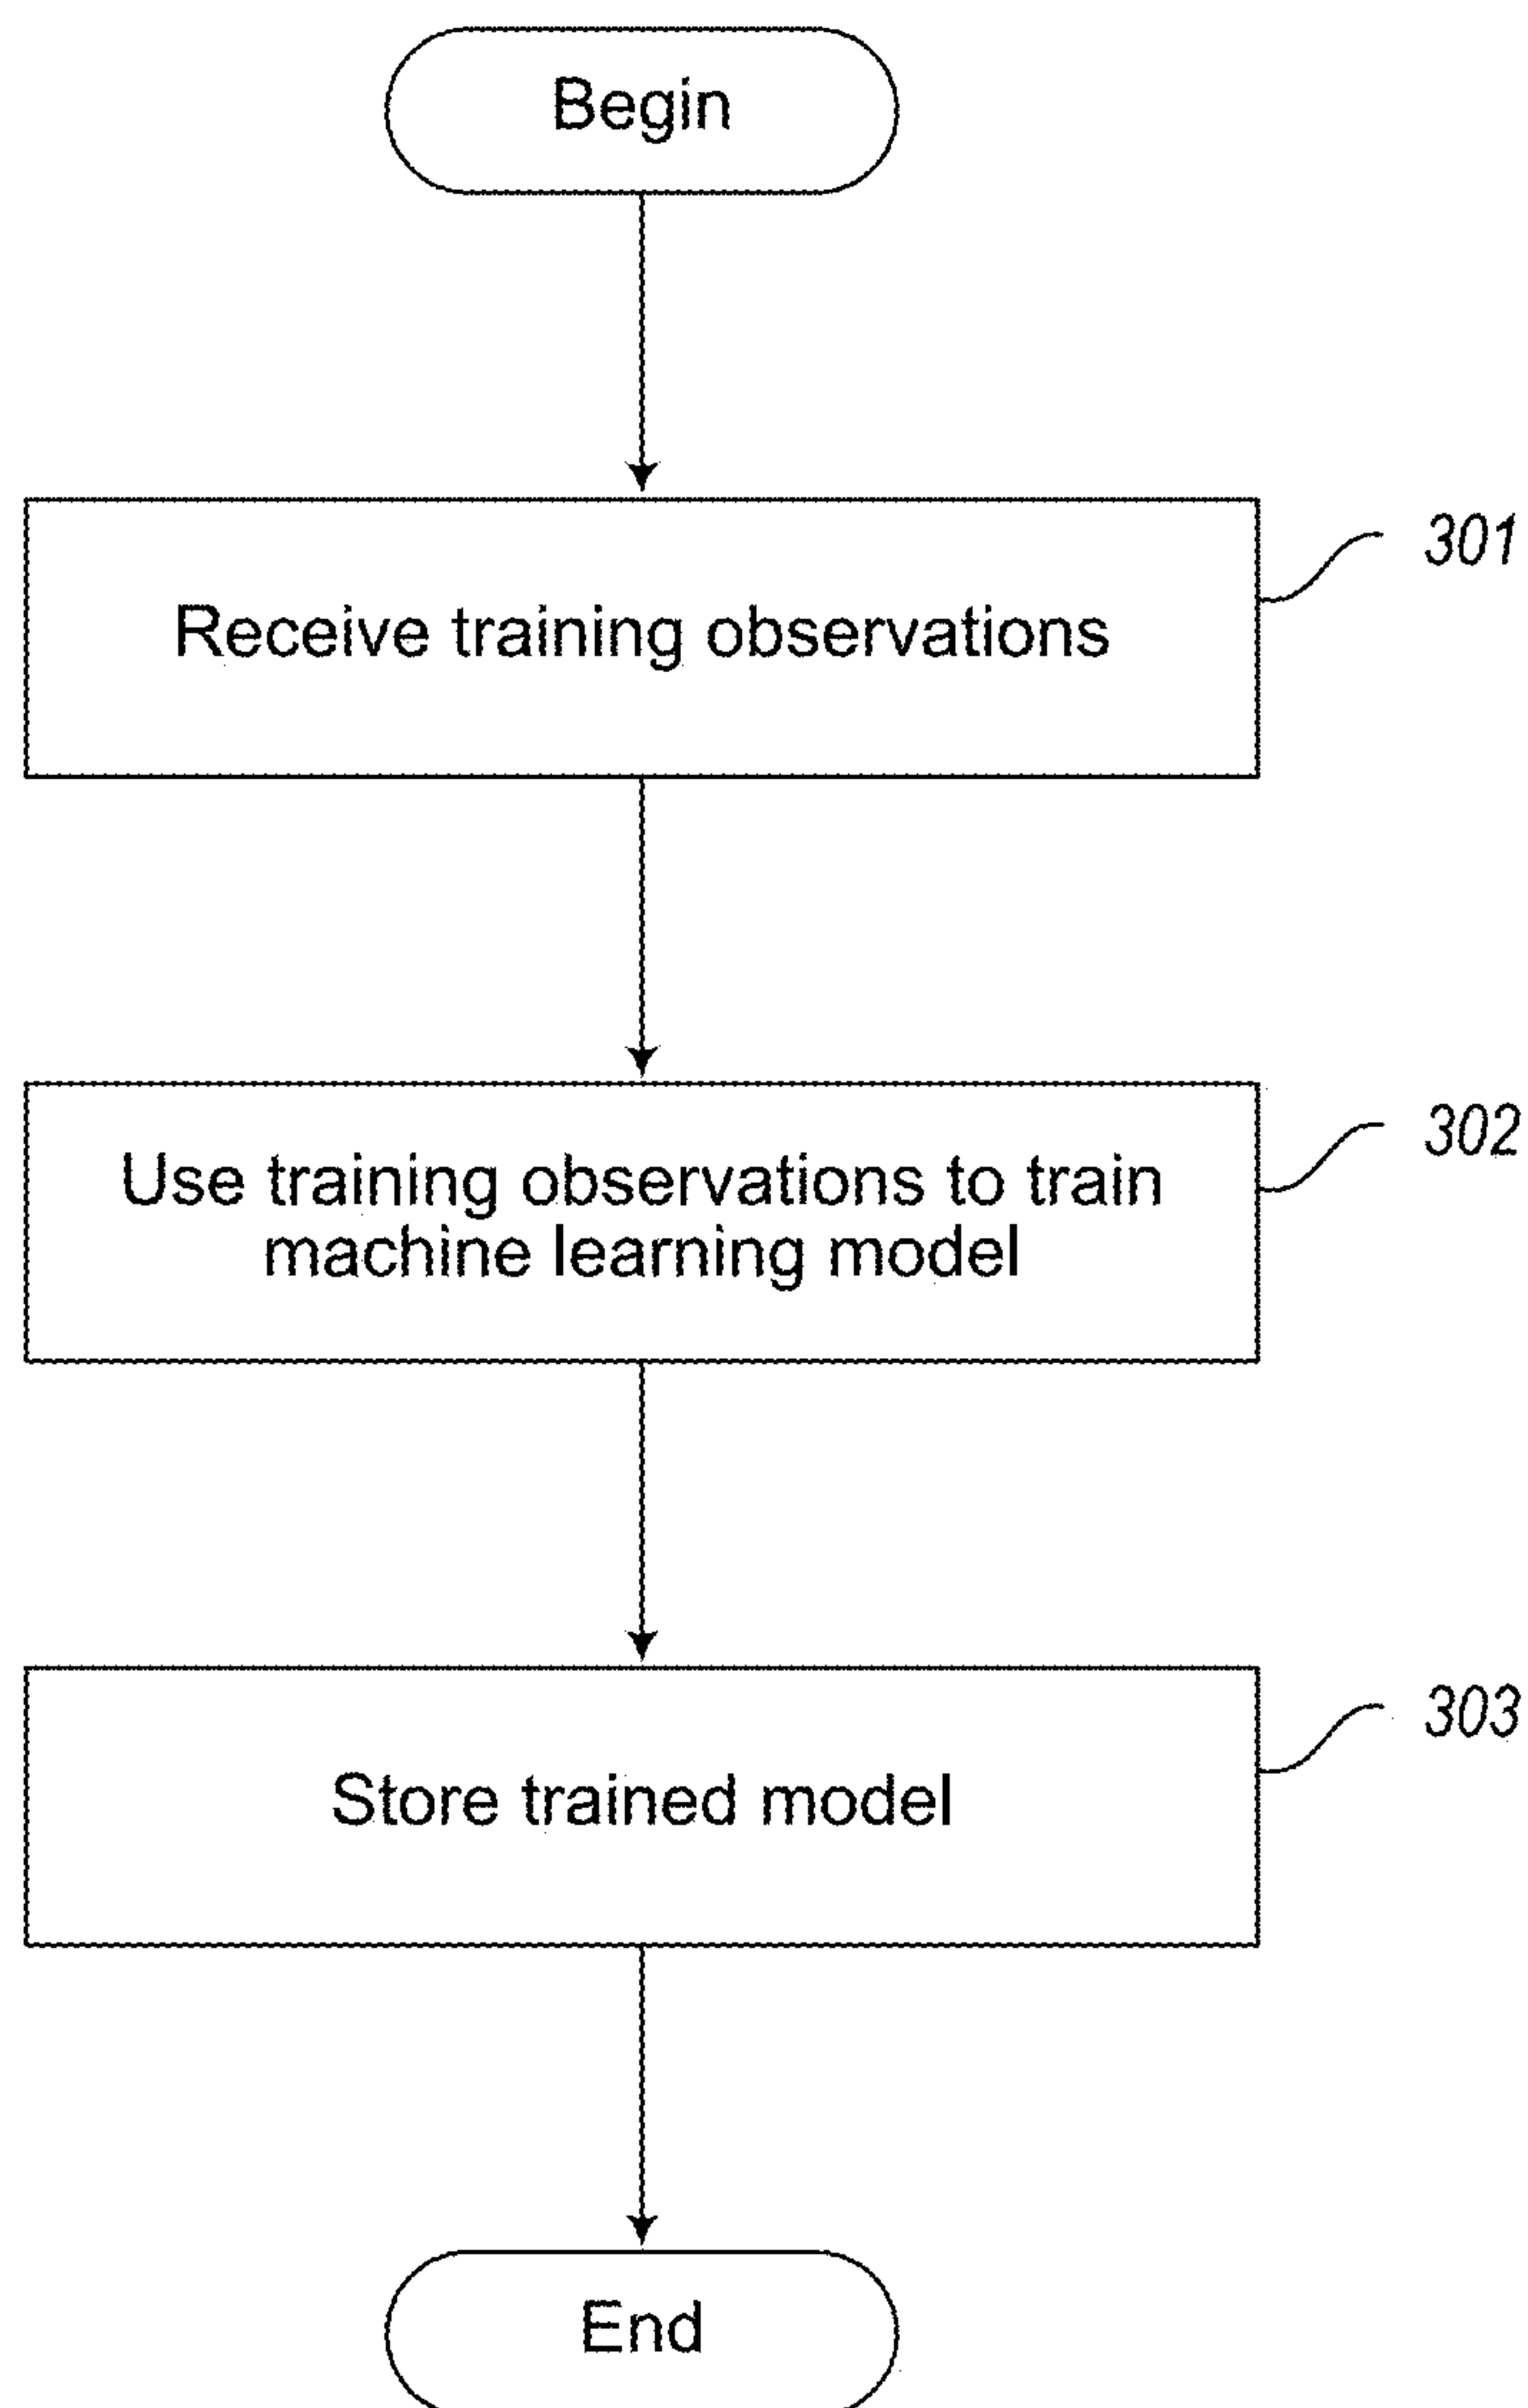 Begin
Receive training observations
301
Use training observations to train
machine learning model
302
Store trained model
303
End